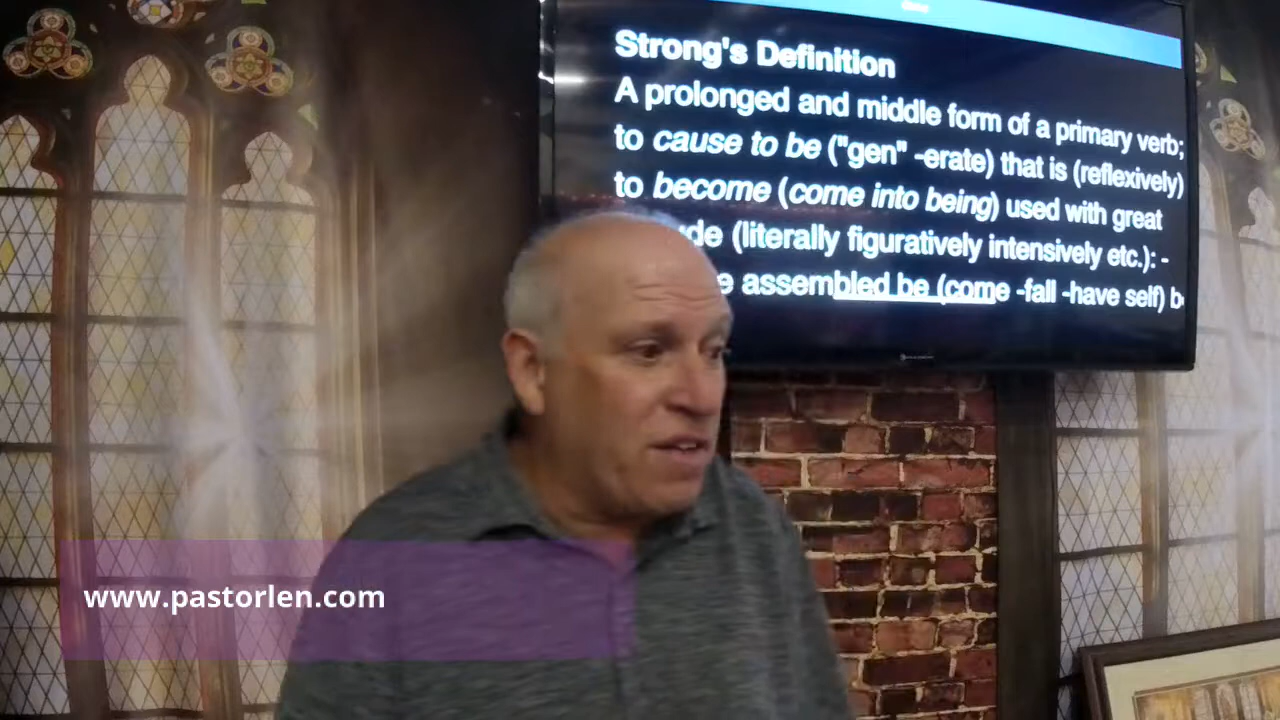 Strong's Definition
A prolonged and middle form of a primary verb;
to cause to be ("gen" -erate) that is (reflexively)
to become (come into being) used with great
(literally figuratively intensively etc.): -
assembled be (come -fall -have self)
www.pastorlen.com